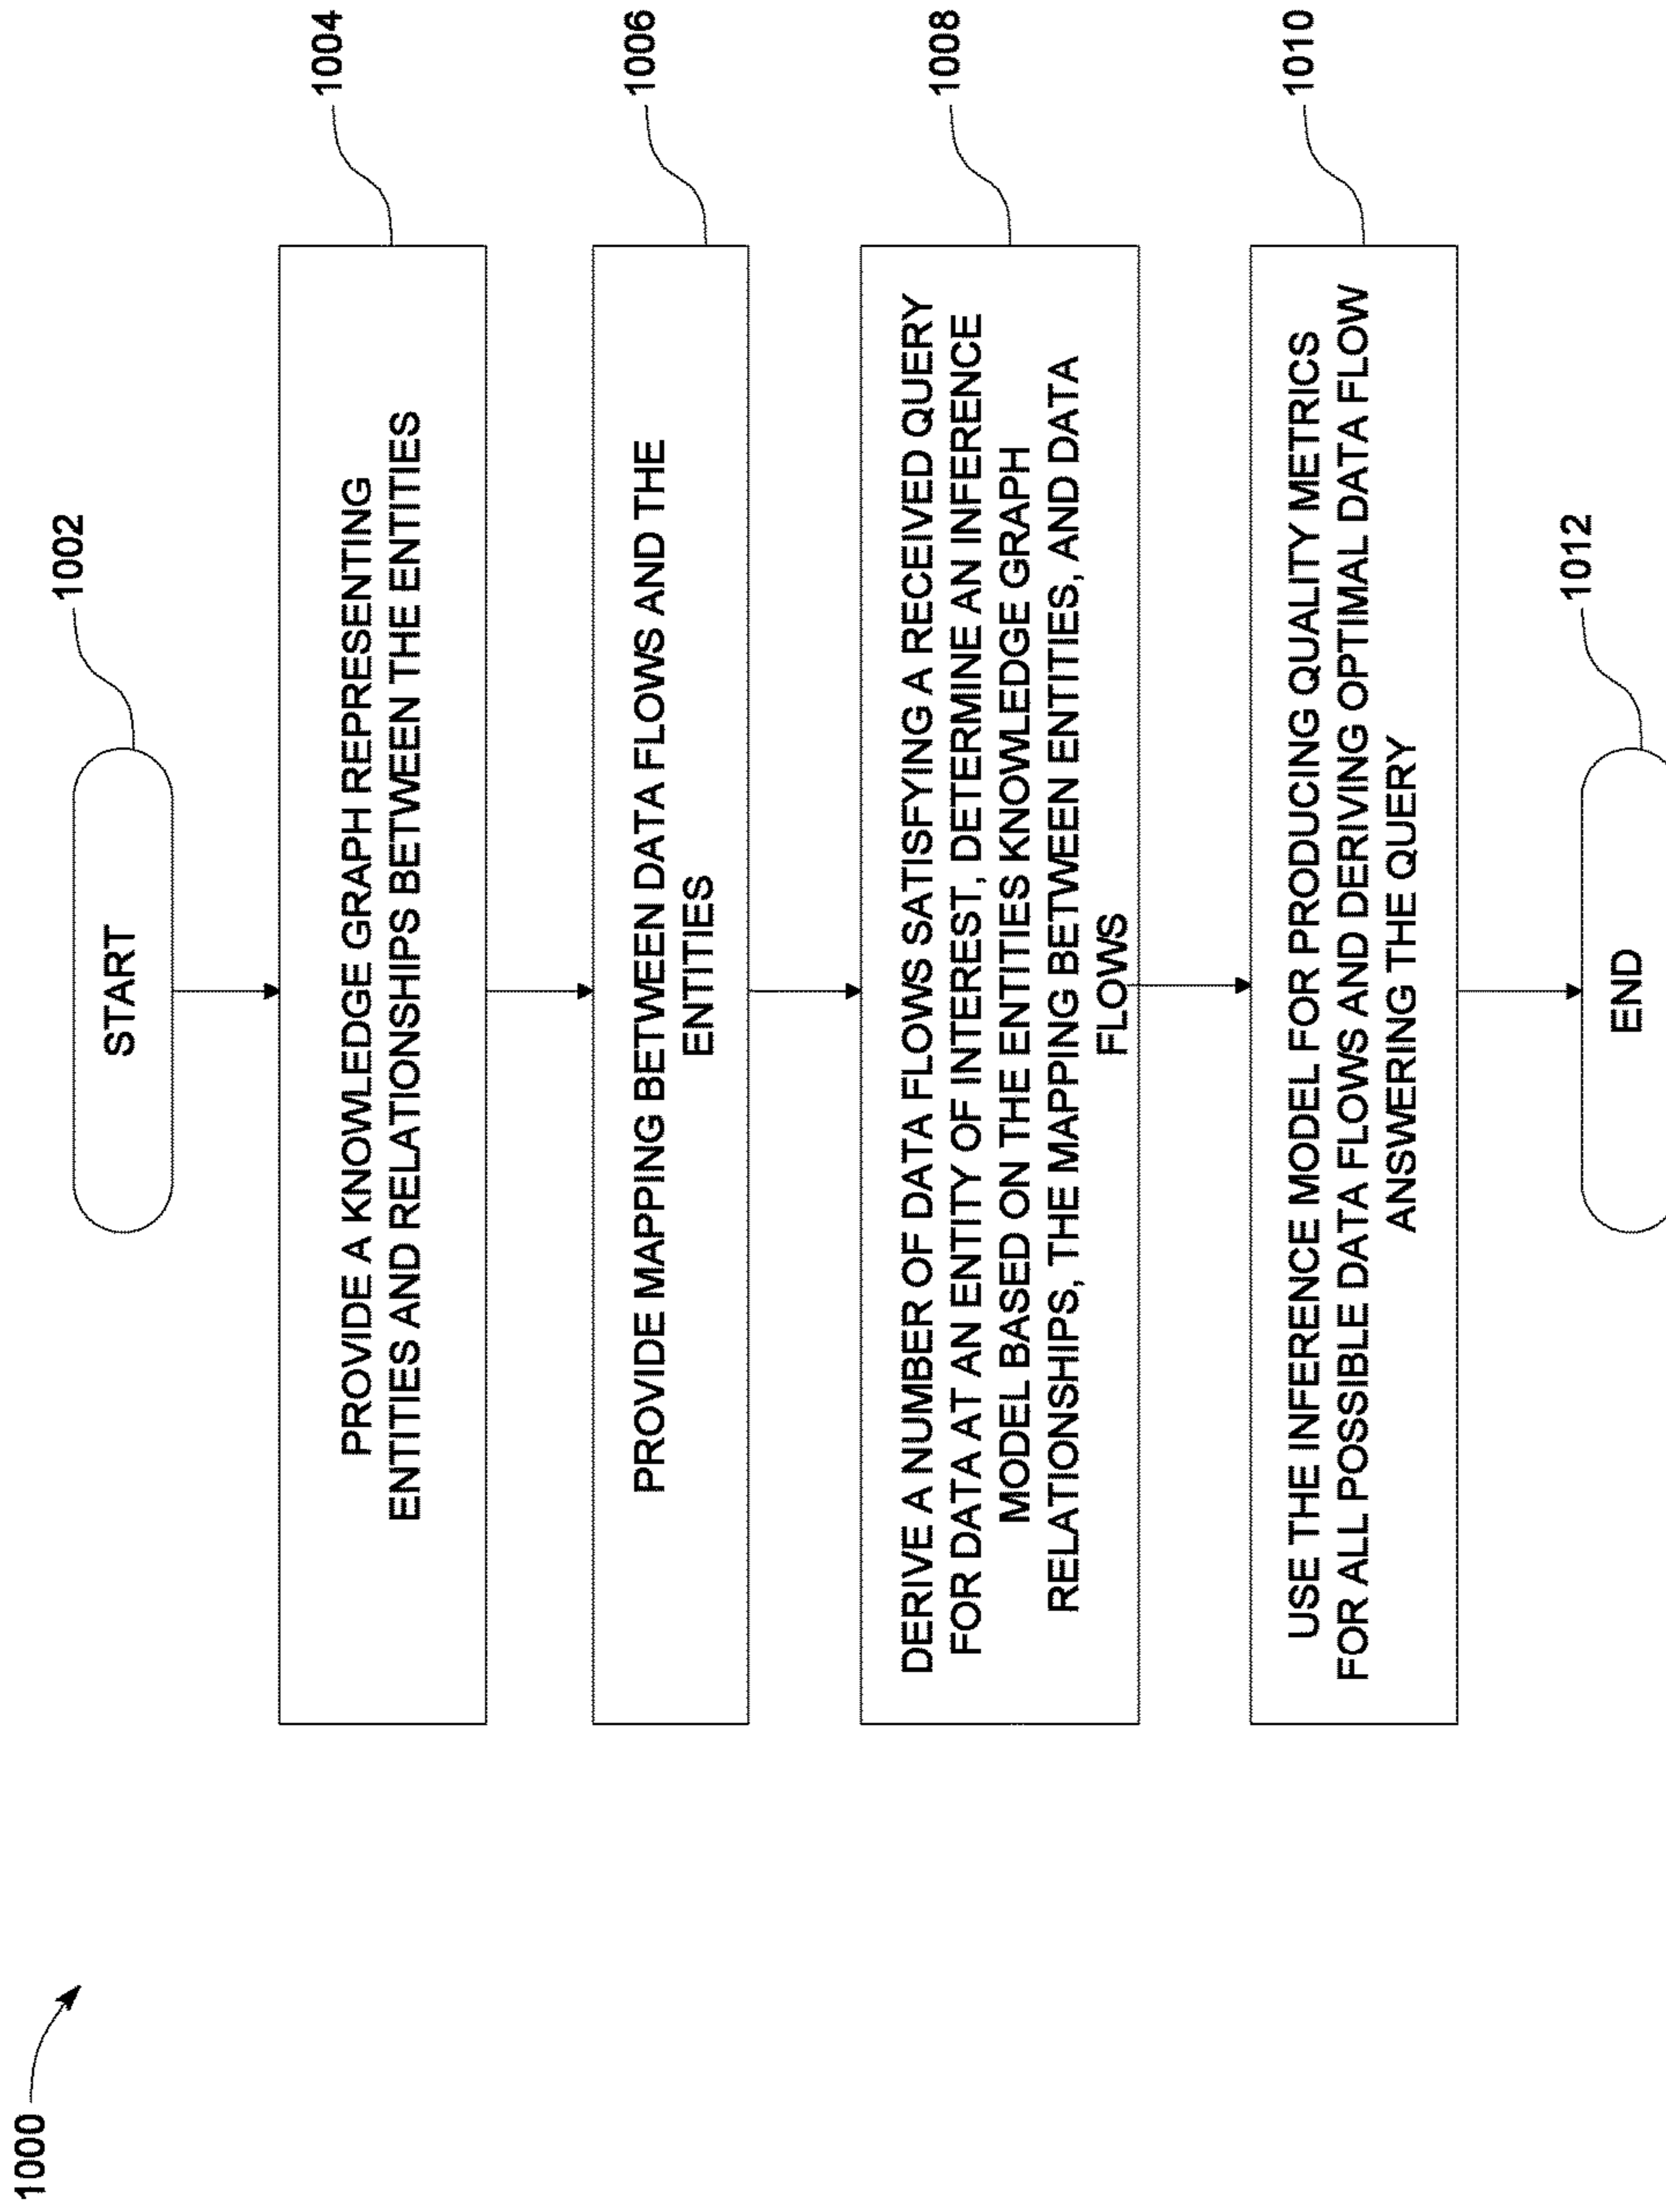 1000
START
1002
PROVIDE A KNOWLEDGE GRAPH REPRESENTING
ENTITIES AND RELATIONSHIPS BETWEEN THE ENTITIES
1004
PROVIDE MAPPING BETWEEN DATA FLOWS AND THE
ENTITIES
1006
DERIVE A NUMBER OF DATA FLOWS SATISFYING A RECEIVED QUERY
FOR DATA AT AN ENTITY OF INTEREST, DETERMINE AN INFERENCE
MODEL BASED ON THE ENTITIES KNOWLEDGE GRAPH
RELATIONSHIPS, THE MAPPING BETWEEN ENTITIES, AND DATA
FLOWS
1008
USE THE INFERENCE MODEL FOR PRODUCING QUALITY METRICS
FOR ALL POSSIBLE DATA FLOWS AND DERIVING OPTIMAL DATA FLOW
ANSWERING THE QUERY
1010
END
1012